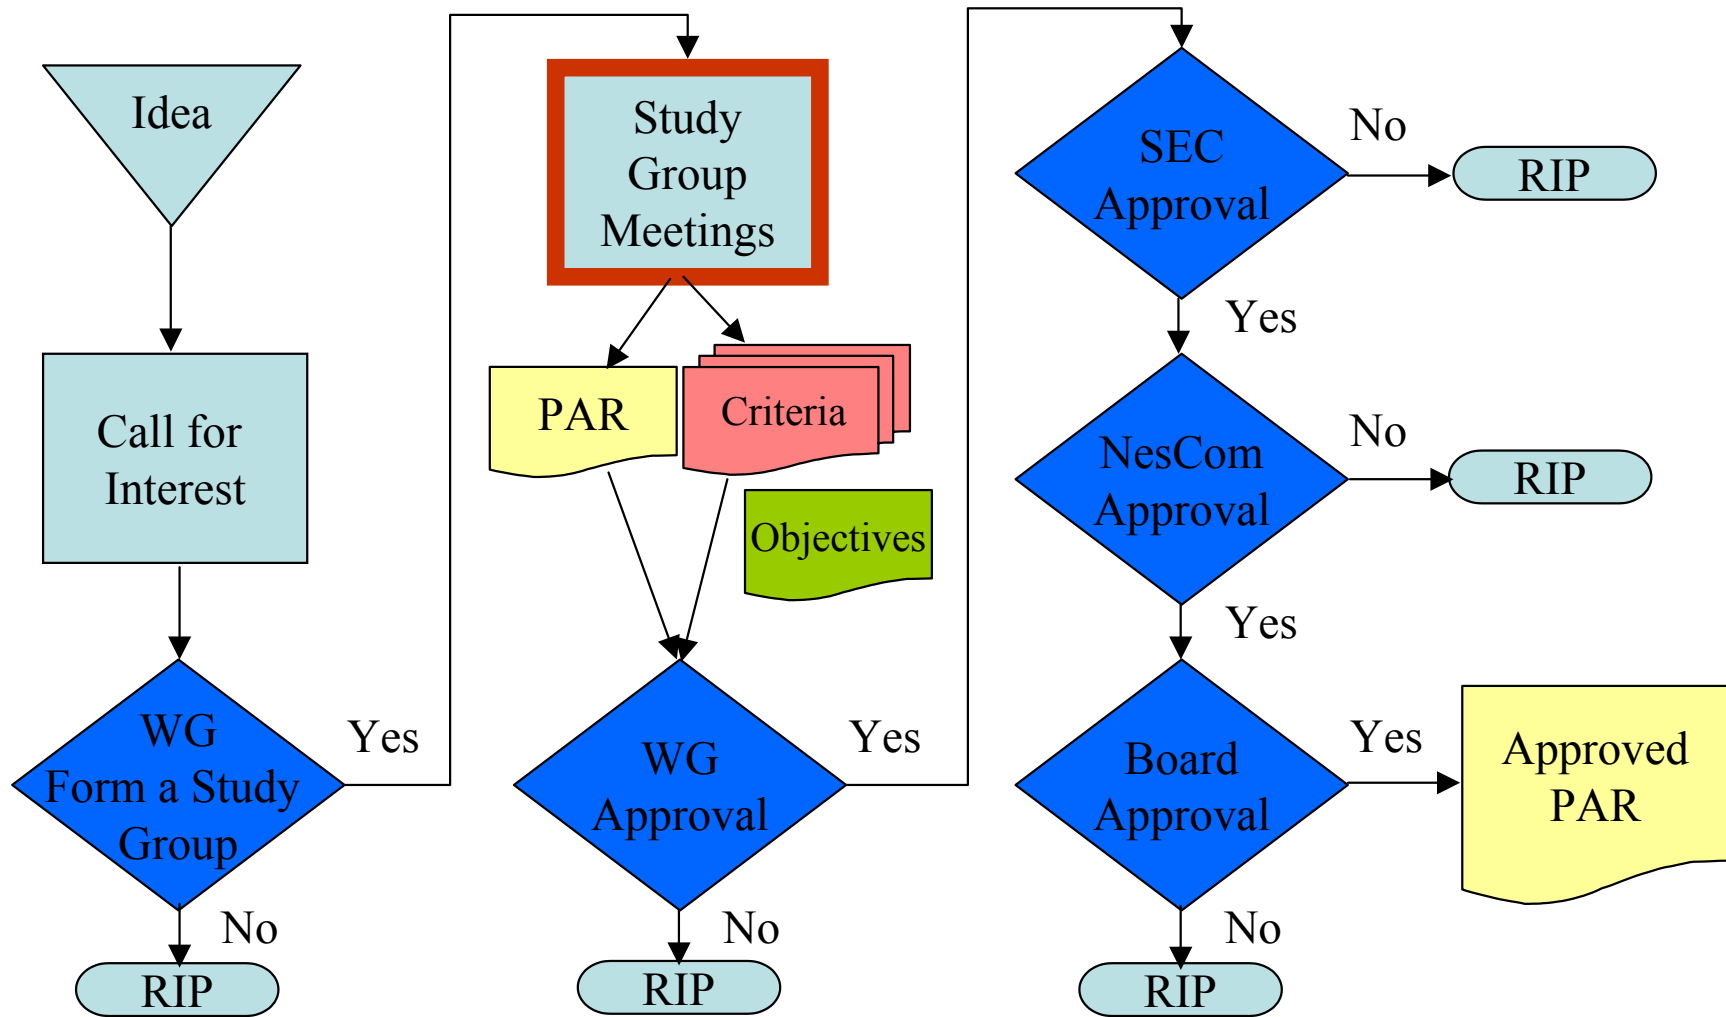 Idea
Call for
Interest
WG
Form a Study
Group
Yes
No
RIP
Study
Group
Meetings
PAR
Criteria
Objectives
WG
Approval
Yes
No
RIP
SEC
Approval
No
RIP
Yes
NesCom
Approval
No
RIP
Yes
Board
Approval
Yes
Approved
PAR
No
RIP